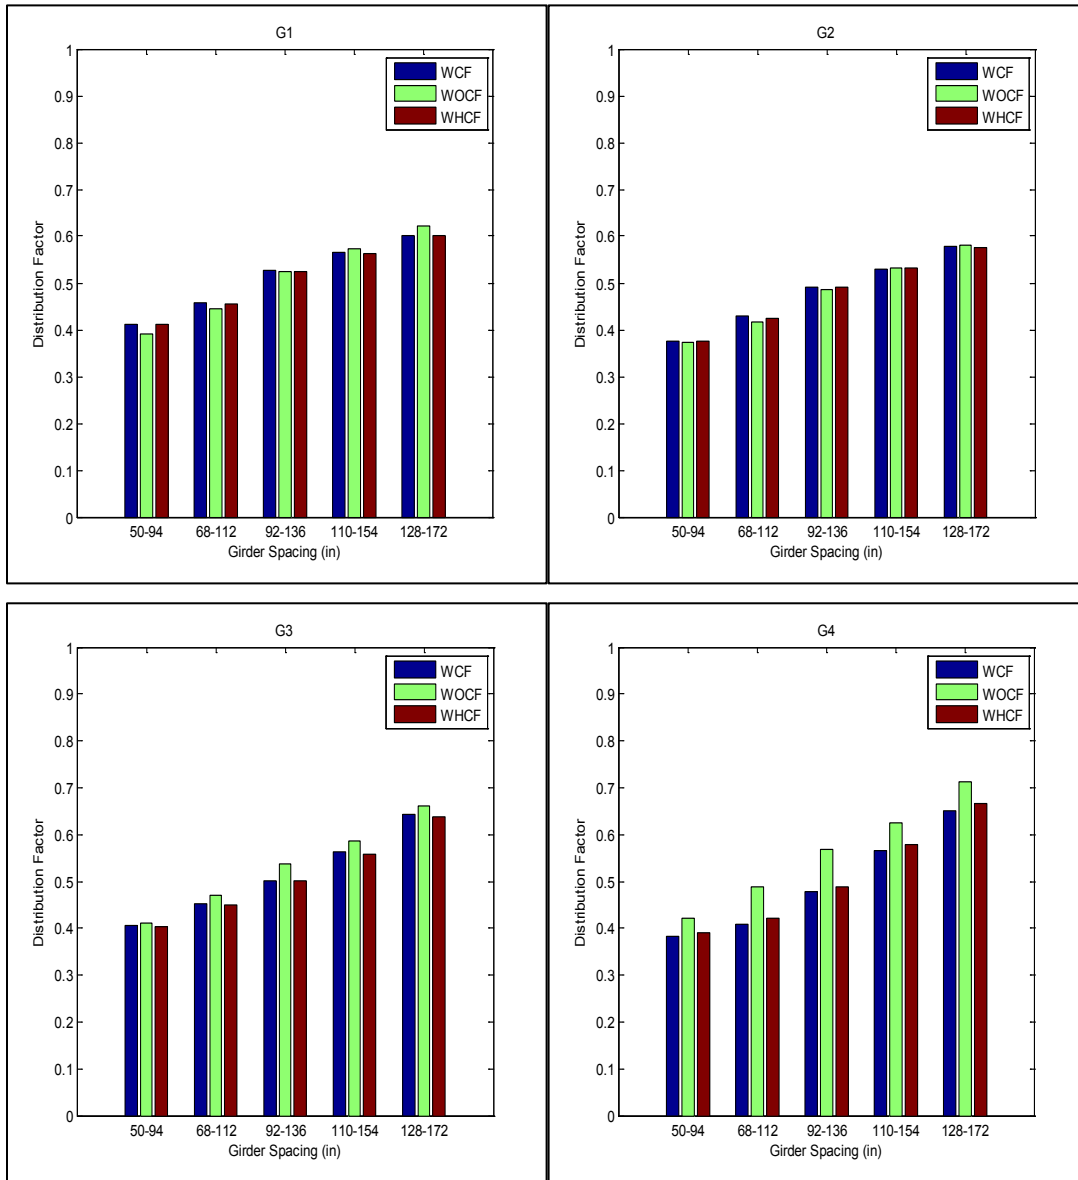 G1
1
0.9
0.8
0.7
0.6
0.5
0.4
0.3
0.2
0.1
0
Distribution Factor
WCF
WOCF
WHCF
50-94 68-112 92-136 110-154 128-172
Girder Spacing (in)
G2
1
0.9
0.8
0.7
0.6
0.5
0.4
0.3
0.2
0.1
0
Distribution Factor
WCF
WOCF
WHCF
50-94 68-112 92-136 110-154 128-172
Girder Spacing (in)
G3
1
0.9
0.8
0.7
0.6
0.5
0.4
0.3
0.2
0.1
0
Distribution Factor
WCF
WOCF
WHCF
50-94 68-112 92-136 110-154 128-172
Girder Spacing (in)
G4
1
0.9
0.8
0.7
0.6
0.5
0.4
0.3
0.2
0.1
0
Distribution Factor
WCF
WOCF
WHCF
50-94 68-112 92-136 110-154 128-172
Girder Spacing (in)